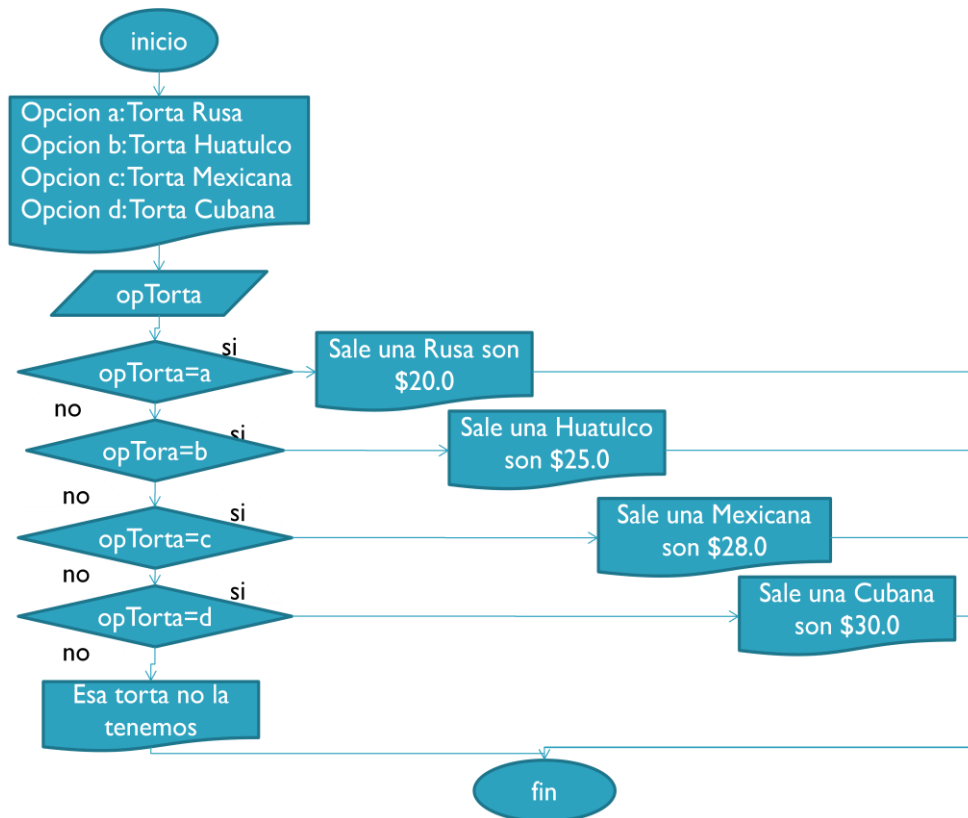 inicio
Opcion a: Torta Rusa
Opcion b: Torta Huatulco
Opcion c: Torta Mexicana
Opcion d: Torta Cubana
opTorta
si
opTorta=a
Sale una Rusa son
$20.0
no
si
opTora=b
Sale una Huatulco
son $25.0
no
si
opTorta=c
Sale una Mexicana
son $28.0
no
si
opTorta=d
Sale una Cubana
son $30.0
no
Esa torta no la
tenemos
fin